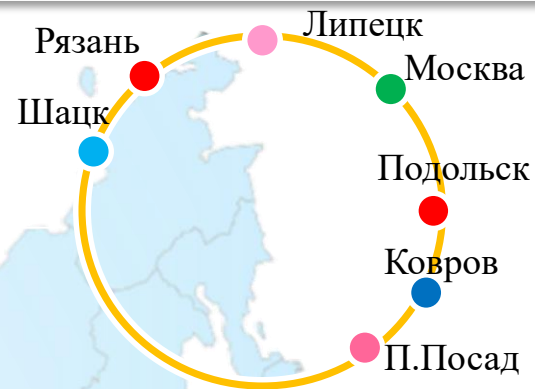 Липецк
Рязань
Москва
Шацк
Подольск
Ковров
П.Посад